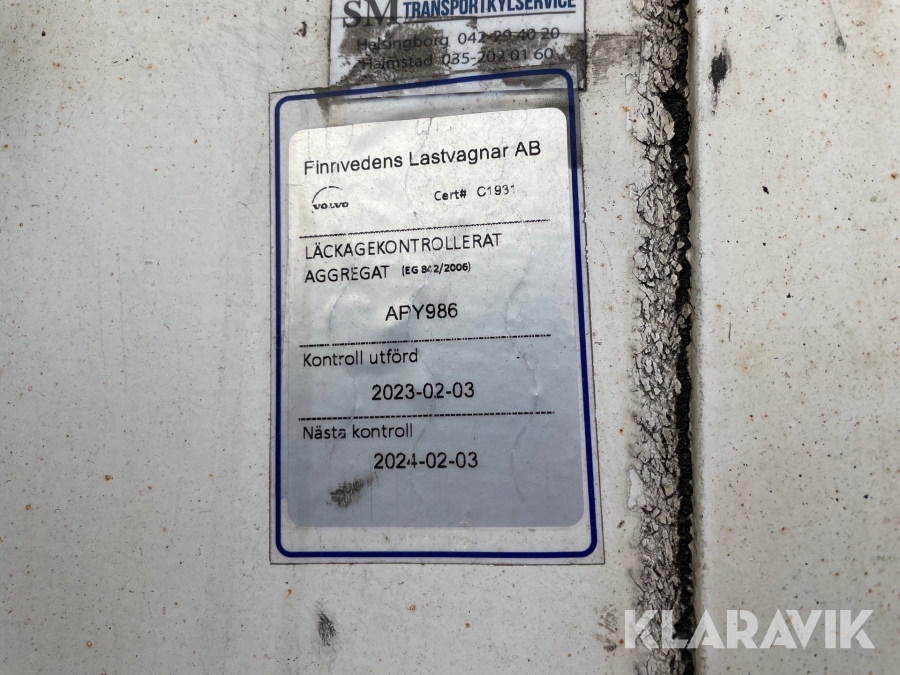 SM TRANSPORTKYLSERVICE
Helsingborg 042-29 40 20
Halmstad 035-202 01 60
Finnvedens Lastvagnar AB
VOLVO Cert# C1931
LÄCKAGEKONTROLLERAT
AGGREGAT (EG 842/2006)
APY986
Kontroll utförd
2023-02-03
Nästa kontroll
2024-02-03
KLARAVIK